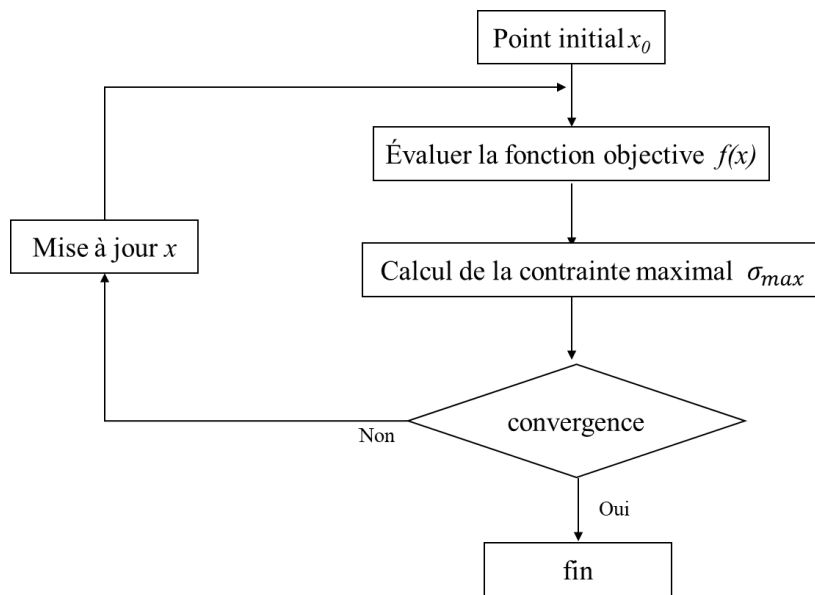 Point initial x₀
Évaluer la fonction objective f(x)
Mise à jour x
Calcul de la contrainte maximal σₘₐₓ
convergence
Non
Oui
fin